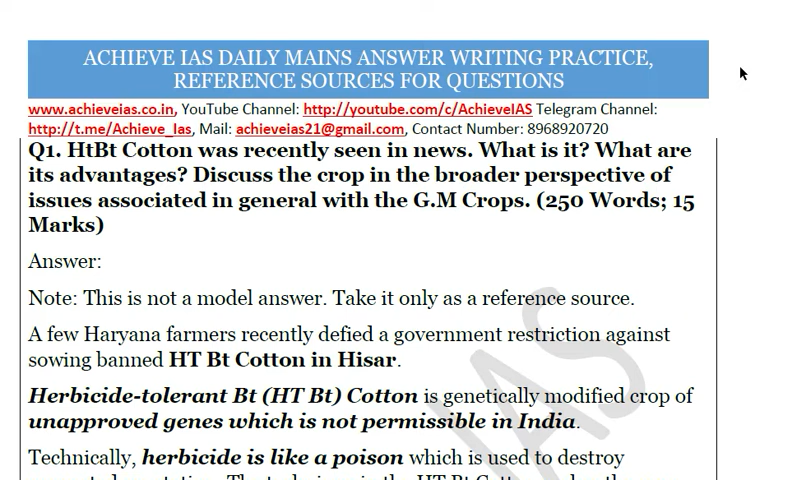 ACHIEVE IAS DAILY MAINS ANSWER WRITING PRACTICE,
REFERENCE SOURCES FOR QUESTIONS
www.achieveias.co.in, YouTube Channel: http://youtube.com/c/AchieveIAS Telegram Channel:
http://t.me/Achieve_Ias, Mail: achieveias21@gmail.com, Contact Number: 8968920720
Q1. HtBt Cotton was recently seen in news. What is it? What are
its advantages? Discuss the crop in the broader perspective of
issues associated in general with the G.M Crops. (250 Words; 15
Marks)
Answer:
Note: This is not a model answer. Take it only as a reference source.
A few Haryana farmers recently defied a government restriction against
sowing banned HT Bt Cotton in Hisar.
Herbicide-tolerant Bt (HT Bt) Cotton is genetically modified crop of
unapproved genes which is not permissible in India.
Technically, herbicide is like a poison which is used to destroy
IAS